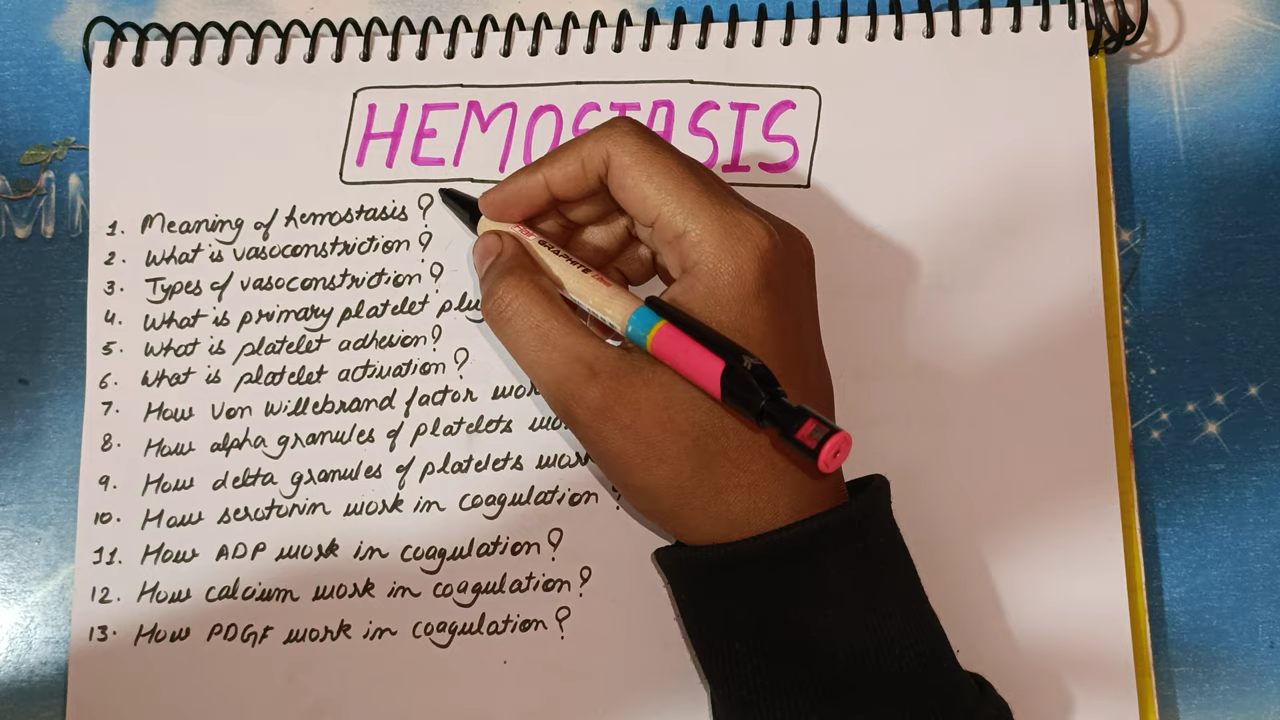 HEMOSTASIS
1. Meaning of hemostasis?
2. What is vasoconstriction?
3. Types of vasoconstriction?
4. What is primary platelet
5. What is platelet adhesion?
6. What is platelet activation?
7. How Von Willebrand factor
8. How alpha granules of platelets
9. How delta granules of platelets work
10. How serotonin work in coagulation?
11. How ADP work in coagulation?
12. How calcium work in coagulation?
13. How PDGF work in coagulation?
GRAPHITE